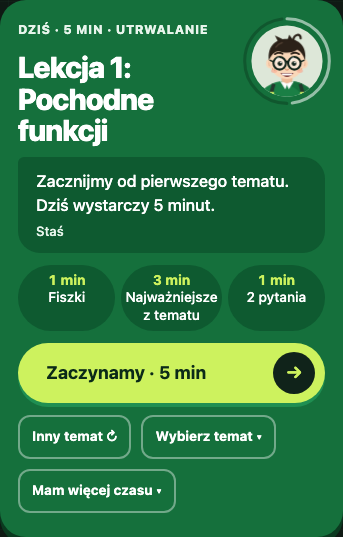 DZIŚ · 5 MIN · UTRWALANIE
Lekcja 1:
Pochodne
funkcji
Zacznijmy od pierwszego tematu.
Dziś wystarczy 5 minut.
Staś
1 min
Fiszki
3 min
Najważniejsze
z tematu
1 min
2 pytania
Zaczynamy · 5 min →
Inny temat ↻
Wybierz temat ▾
Mam więcej czasu ▾